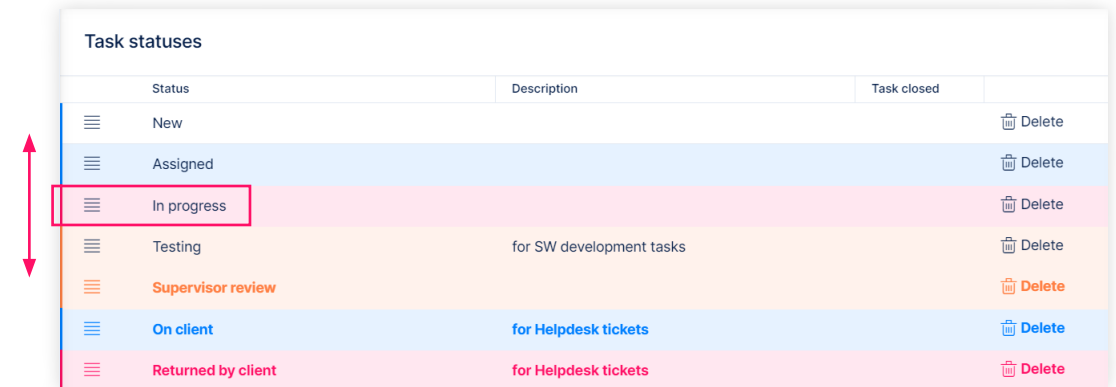 Task statuses
Status Description Task closed
New Delete
Assigned Delete
In progress Delete
Testing for SW development tasks Delete
Supervisor review Delete
On client for Helpdesk tickets Delete
Returned by client for Helpdesk tickets Delete